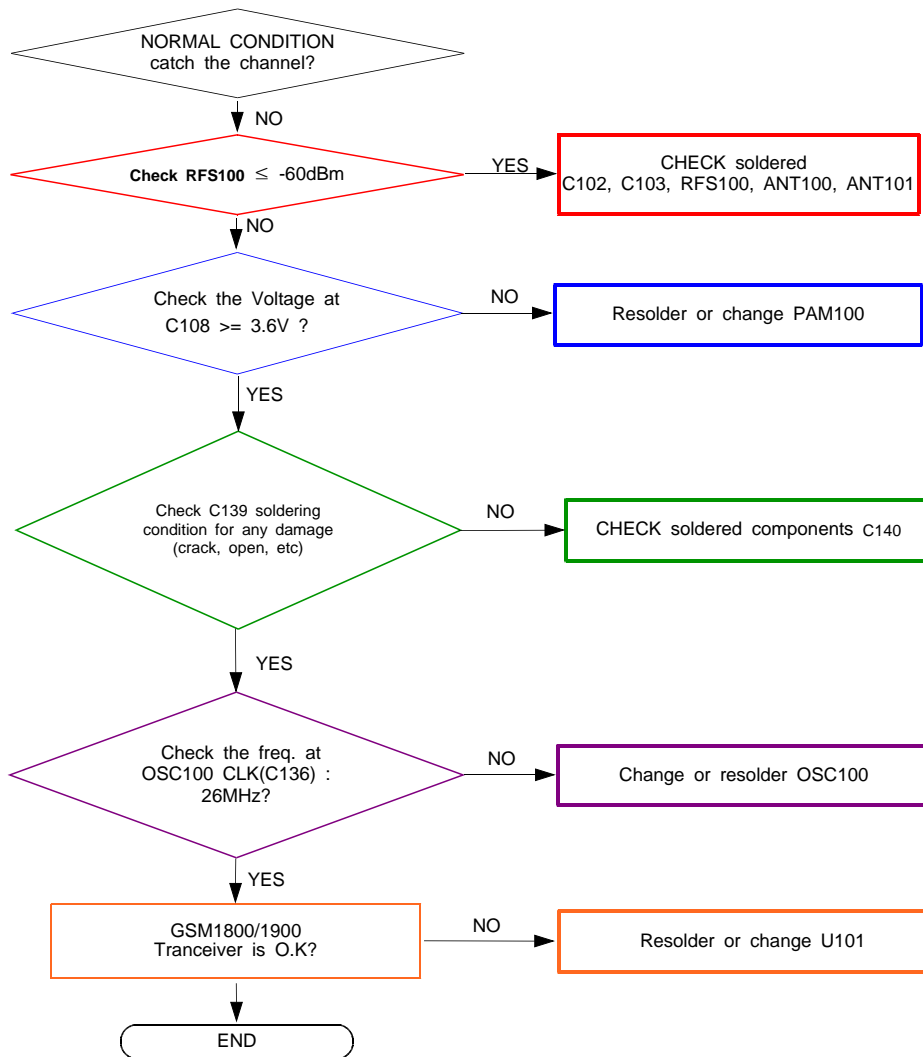 NORMAL CONDITION
catch the channel?
NO
Check RFS100 ≤ -60dBm
YES
CHECK soldered
C102, C103, RFS100, ANT100, ANT101
NO
Check the Voltage at
C108 >= 3.6V ?
NO
Resolder or change PAM100
YES
Check C139 soldering
condition for any damage
(crack, open, etc)
NO
CHECK soldered components C140
YES
Check the freq. at
OSC100 CLK(C136) :
26MHz?
NO
Change or resolder OSC100
YES
GSM1800/1900
Tranceiver is O.K?
NO
Resolder or change U101
END